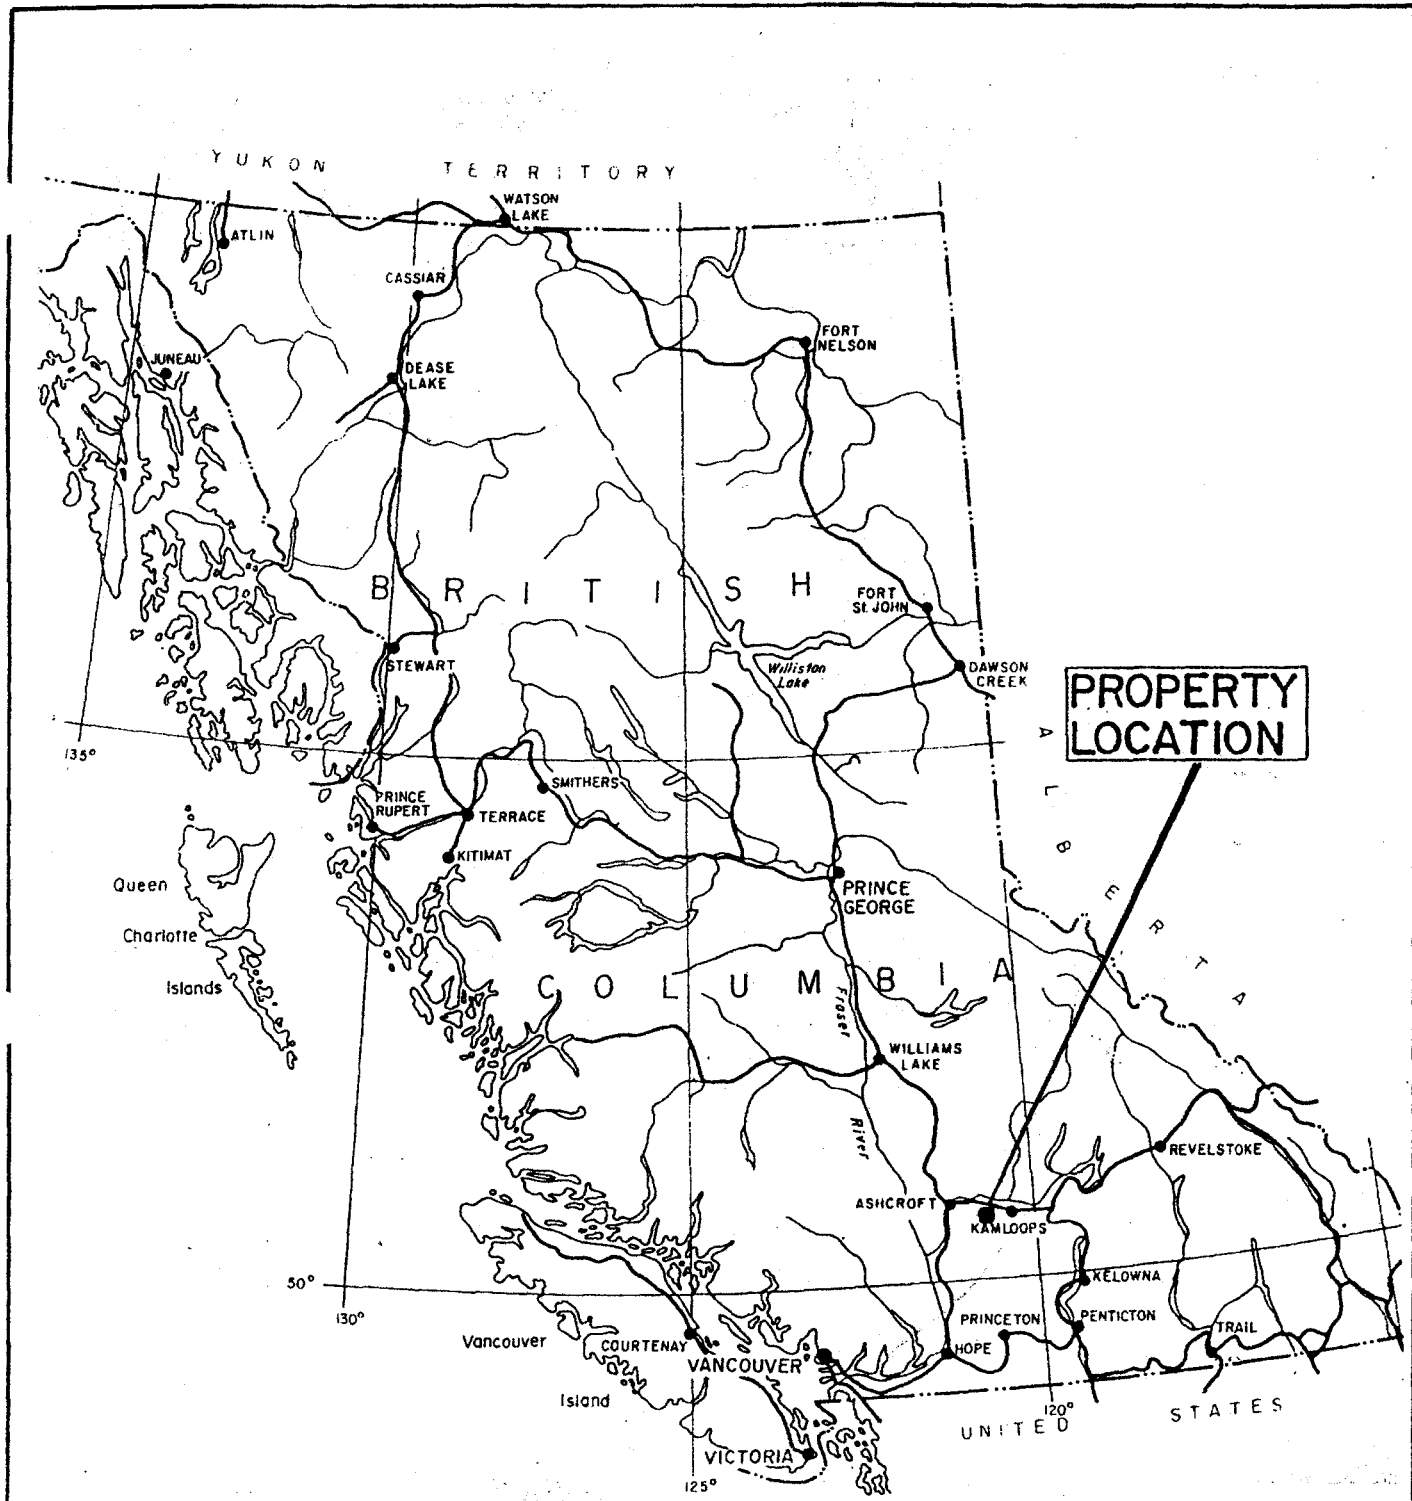 YUKON TERRITORY
WATSON
LAKE
ATLIN
CASSIAR
JUNEAU
DEASE
LAKE
FORT
NELSON
BRITISH
FORT
St. JOHN
STEWART
Williston
Lake
DAWSON
CREEK
PROPERTY
LOCATION
ALBERTA
135°
SMITHERS
PRINCE
RUPERT
TERRACE
KITIMAT
PRINCE
GEORGE
Queen
Charlotte
Islands
COLUMBIA
Fraser
River
WILLIAMS
LAKE
REVELSTOKE
ASHCROFT
KAMLOOPS
50°
KELOWNA
130°
Vancouver
Island
COURTENAY
VANCOUVER
PRINCETON
PENTICTON
HOPE
TRAIL
120°
UNITED STATES
VICTORIA
125°